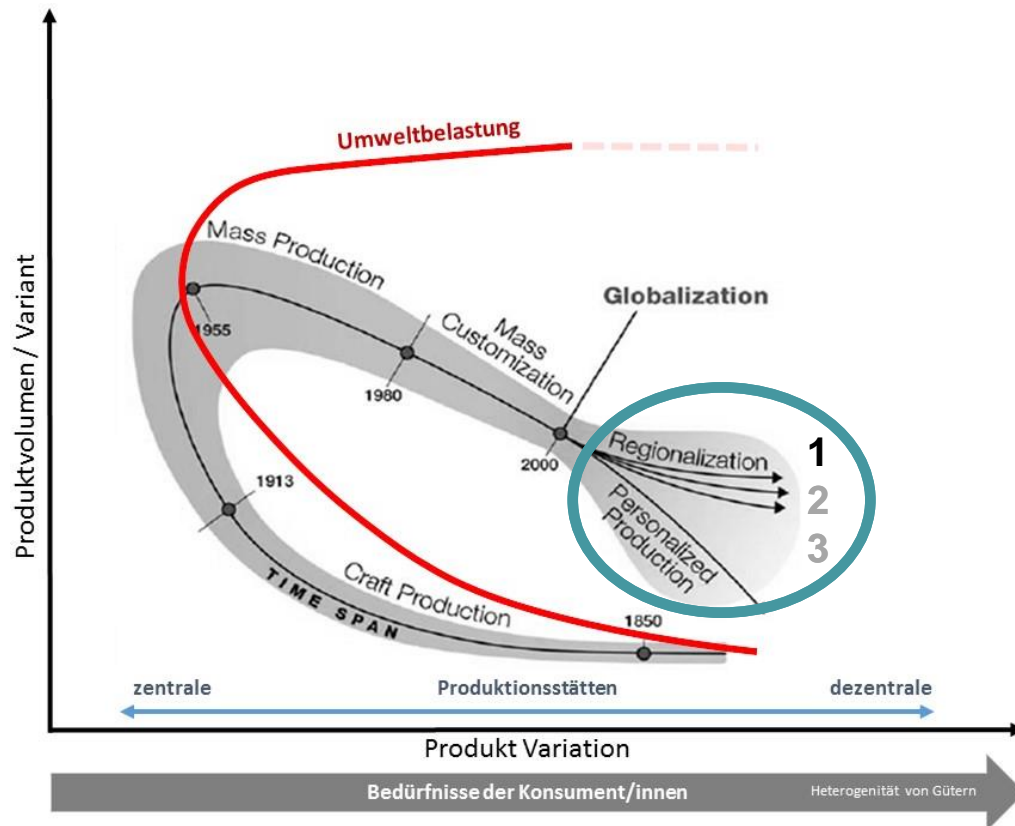 Produktvolumen / Variant
Umweltbelastung
Mass Production
1955
1980
Mass
Customization
Globalization
2000
Regionalization
Personalized
Production
1
2
3
1913
TIME SPAN
Craft Production
1850
zentrale
Produktionsstätten
dezentrale
Produkt Variation
Bedürfnisse der Konsument/innen
Heterogenität von Gütern